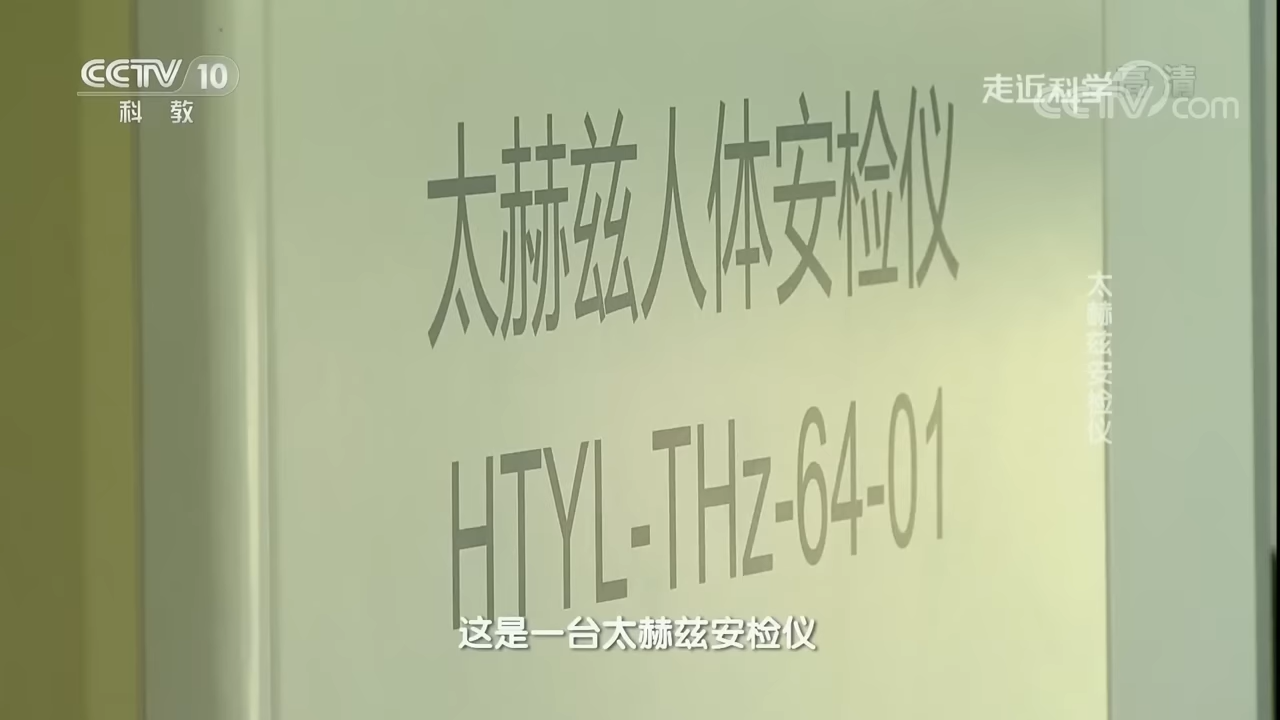 CCTV 10
科教
走近科学
高清
CCTV.com
太赫兹人体安检仪
HTYL-THz-64-01
太赫兹安检仪
这是一台太赫兹安检仪